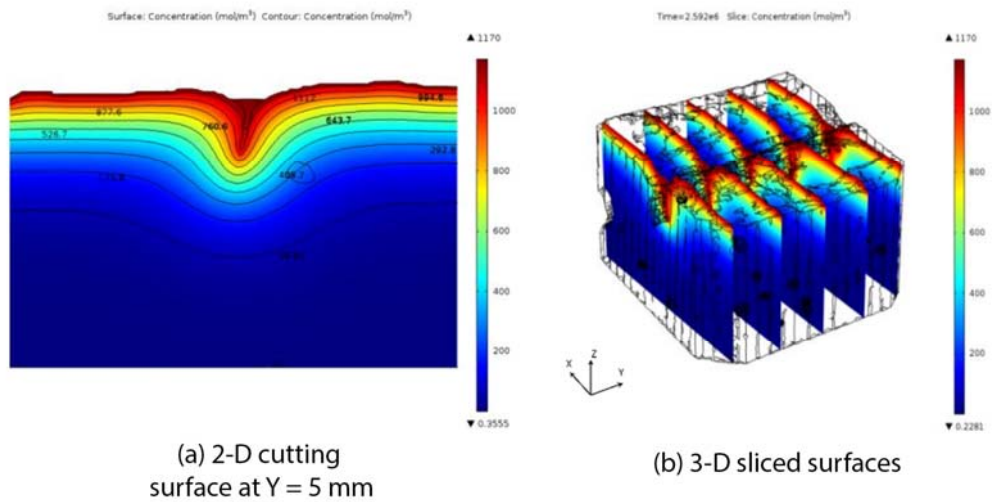 Surface: Concentration (mol/m³)  Contour: Concentration (mol/m³)
▲ 1170
1000
800
600
400
200
▼ 0.3555
877.6
760.6
643.7
526.7
409.7
(a) 2-D cutting
surface at Y = 5 mm
Time=2.592e6   Slice: Concentration (mol/m³)
▲ 1170
1000
800
600
400
200
▼ 0.2281
X
Z
Y
(b) 3-D sliced surfaces